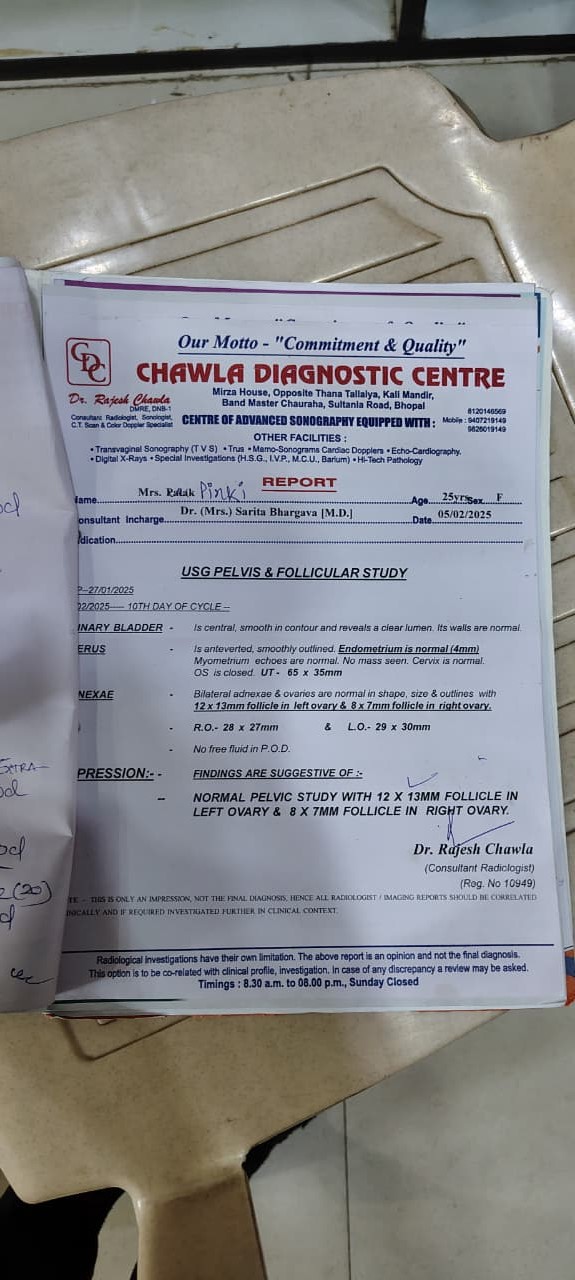 Our Motto - "Commitment & Quality"
CDC
CHAWLA DIAGNOSTIC CENTRE
Dr. Rajesh Chawla
DMRE, DNB-1
Consultant Radiologist, Sonologist,
C.T. Scan & Color Doppler Specialist
Mirza House, Opposite Thana Tallaiya, Kali Mandir,
Band Master Chauraha, Sultania Road, Bhopal
CENTRE OF ADVANCED SONOGRAPHY EQUIPPED WITH :
8120146569
Mobile : 9407219149
9826019149
OTHER FACILITIES :
• Transvaginal Sonography (T V S) • Trus • Mamo-Sonograms Cardiac Dopplers • Echo-Cardiography.
• Digital X-Rays • Special Investigations (H.S.G., I.V.P., M.C.U., Barium) • Hi-Tech Pathology
REPORT
ame Mrs. Palak Pinki Age 25yrs Sex F
onsultant Incharge Dr. (Mrs.) Sarita Bhargava [M.D.] Date 05/02/2025
dication
USG PELVIS & FOLLICULAR STUDY
P--27/01/2025
02/2025---- 10TH DAY OF CYCLE --
INARY BLADDER - Is central, smooth in contour and reveals a clear lumen. Its walls are normal.
ERUS - Is anteverted, smoothly outlined. Endometrium is normal (4mm)
Myometrium echoes are normal. No mass seen. Cervix is normal.
OS is closed. UT- 65 x 35mm
NEXAE - Bilateral adnexae & ovaries are normal in shape, size & outlines with
12 x 13mm follicle in left ovary & 8 x 7mm follicle in right ovary.
- R.O.- 28 x 27mm & L.O.- 29 x 30mm
- No free fluid in P.O.D.
PRESSION:- - FINDINGS ARE SUGGESTIVE OF :-
-- NORMAL PELVIC STUDY WITH 12 X 13MM FOLLICLE IN
LEFT OVARY & 8 X 7MM FOLLICLE IN RIGHT OVARY.
Dr. Rajesh Chawla
(Consultant Radiologist)
(Reg. No 10949)
TE – THIS IS ONLY AN IMPRESSION, NOT THE FINAL DIAGNOSIS, HENCE ALL RADIOLOGIST / IMAGING REPORTS SHOULD BE CORRELATED
INICALLY AND IF REQUIRED INVESTIGATED FURTHER IN CLINICAL CONTEXT.
Radiological investigations have their own limitation. The above report is an opinion and not the final diagnosis.
This option is to be co-related with clinical profile, investigation. In case of any discrepancy a review may be asked.
Timings : 8.30 a.m. to 08.00 p.m., Sunday Closed